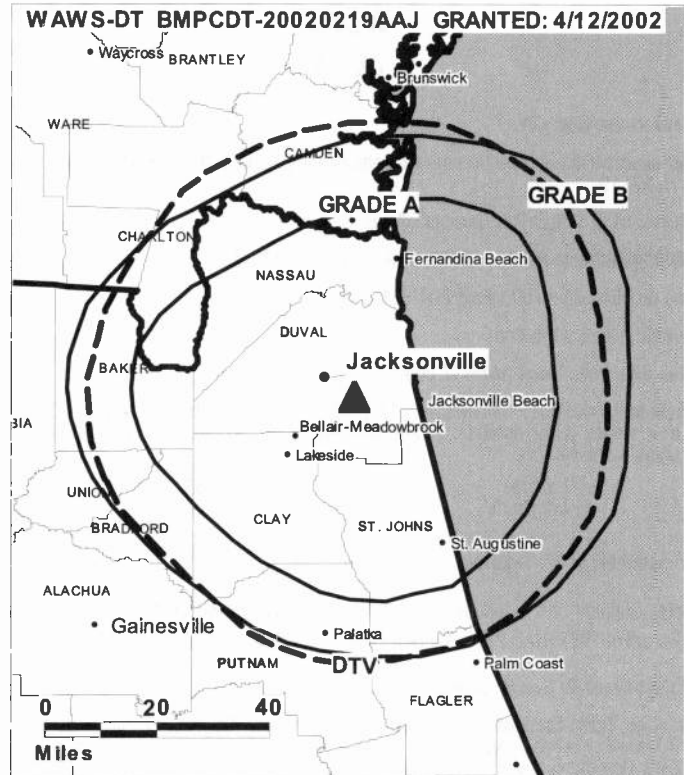 WAWS-DT BMPCDT-20020219AAJ GRANTED: 4/12/2002
Waycross
BRANTLEY
Brunswick
WARE
CAMDEN
GRADE A
GRADE B
CHARLTON
Fernandina Beach
NASSAU
DUVAL
Jacksonville
BAKER
Jacksonville Beach
BIA
Bellair-Meadowbrook
Lakeside
UNION
CLAY
BRADFORD
ST. JOHNS
St. Augustine
ALACHUA
Gainesville
Palatka
PUTNAM
DTV
Palm Coast
FLAGLER
0 20 40
Miles